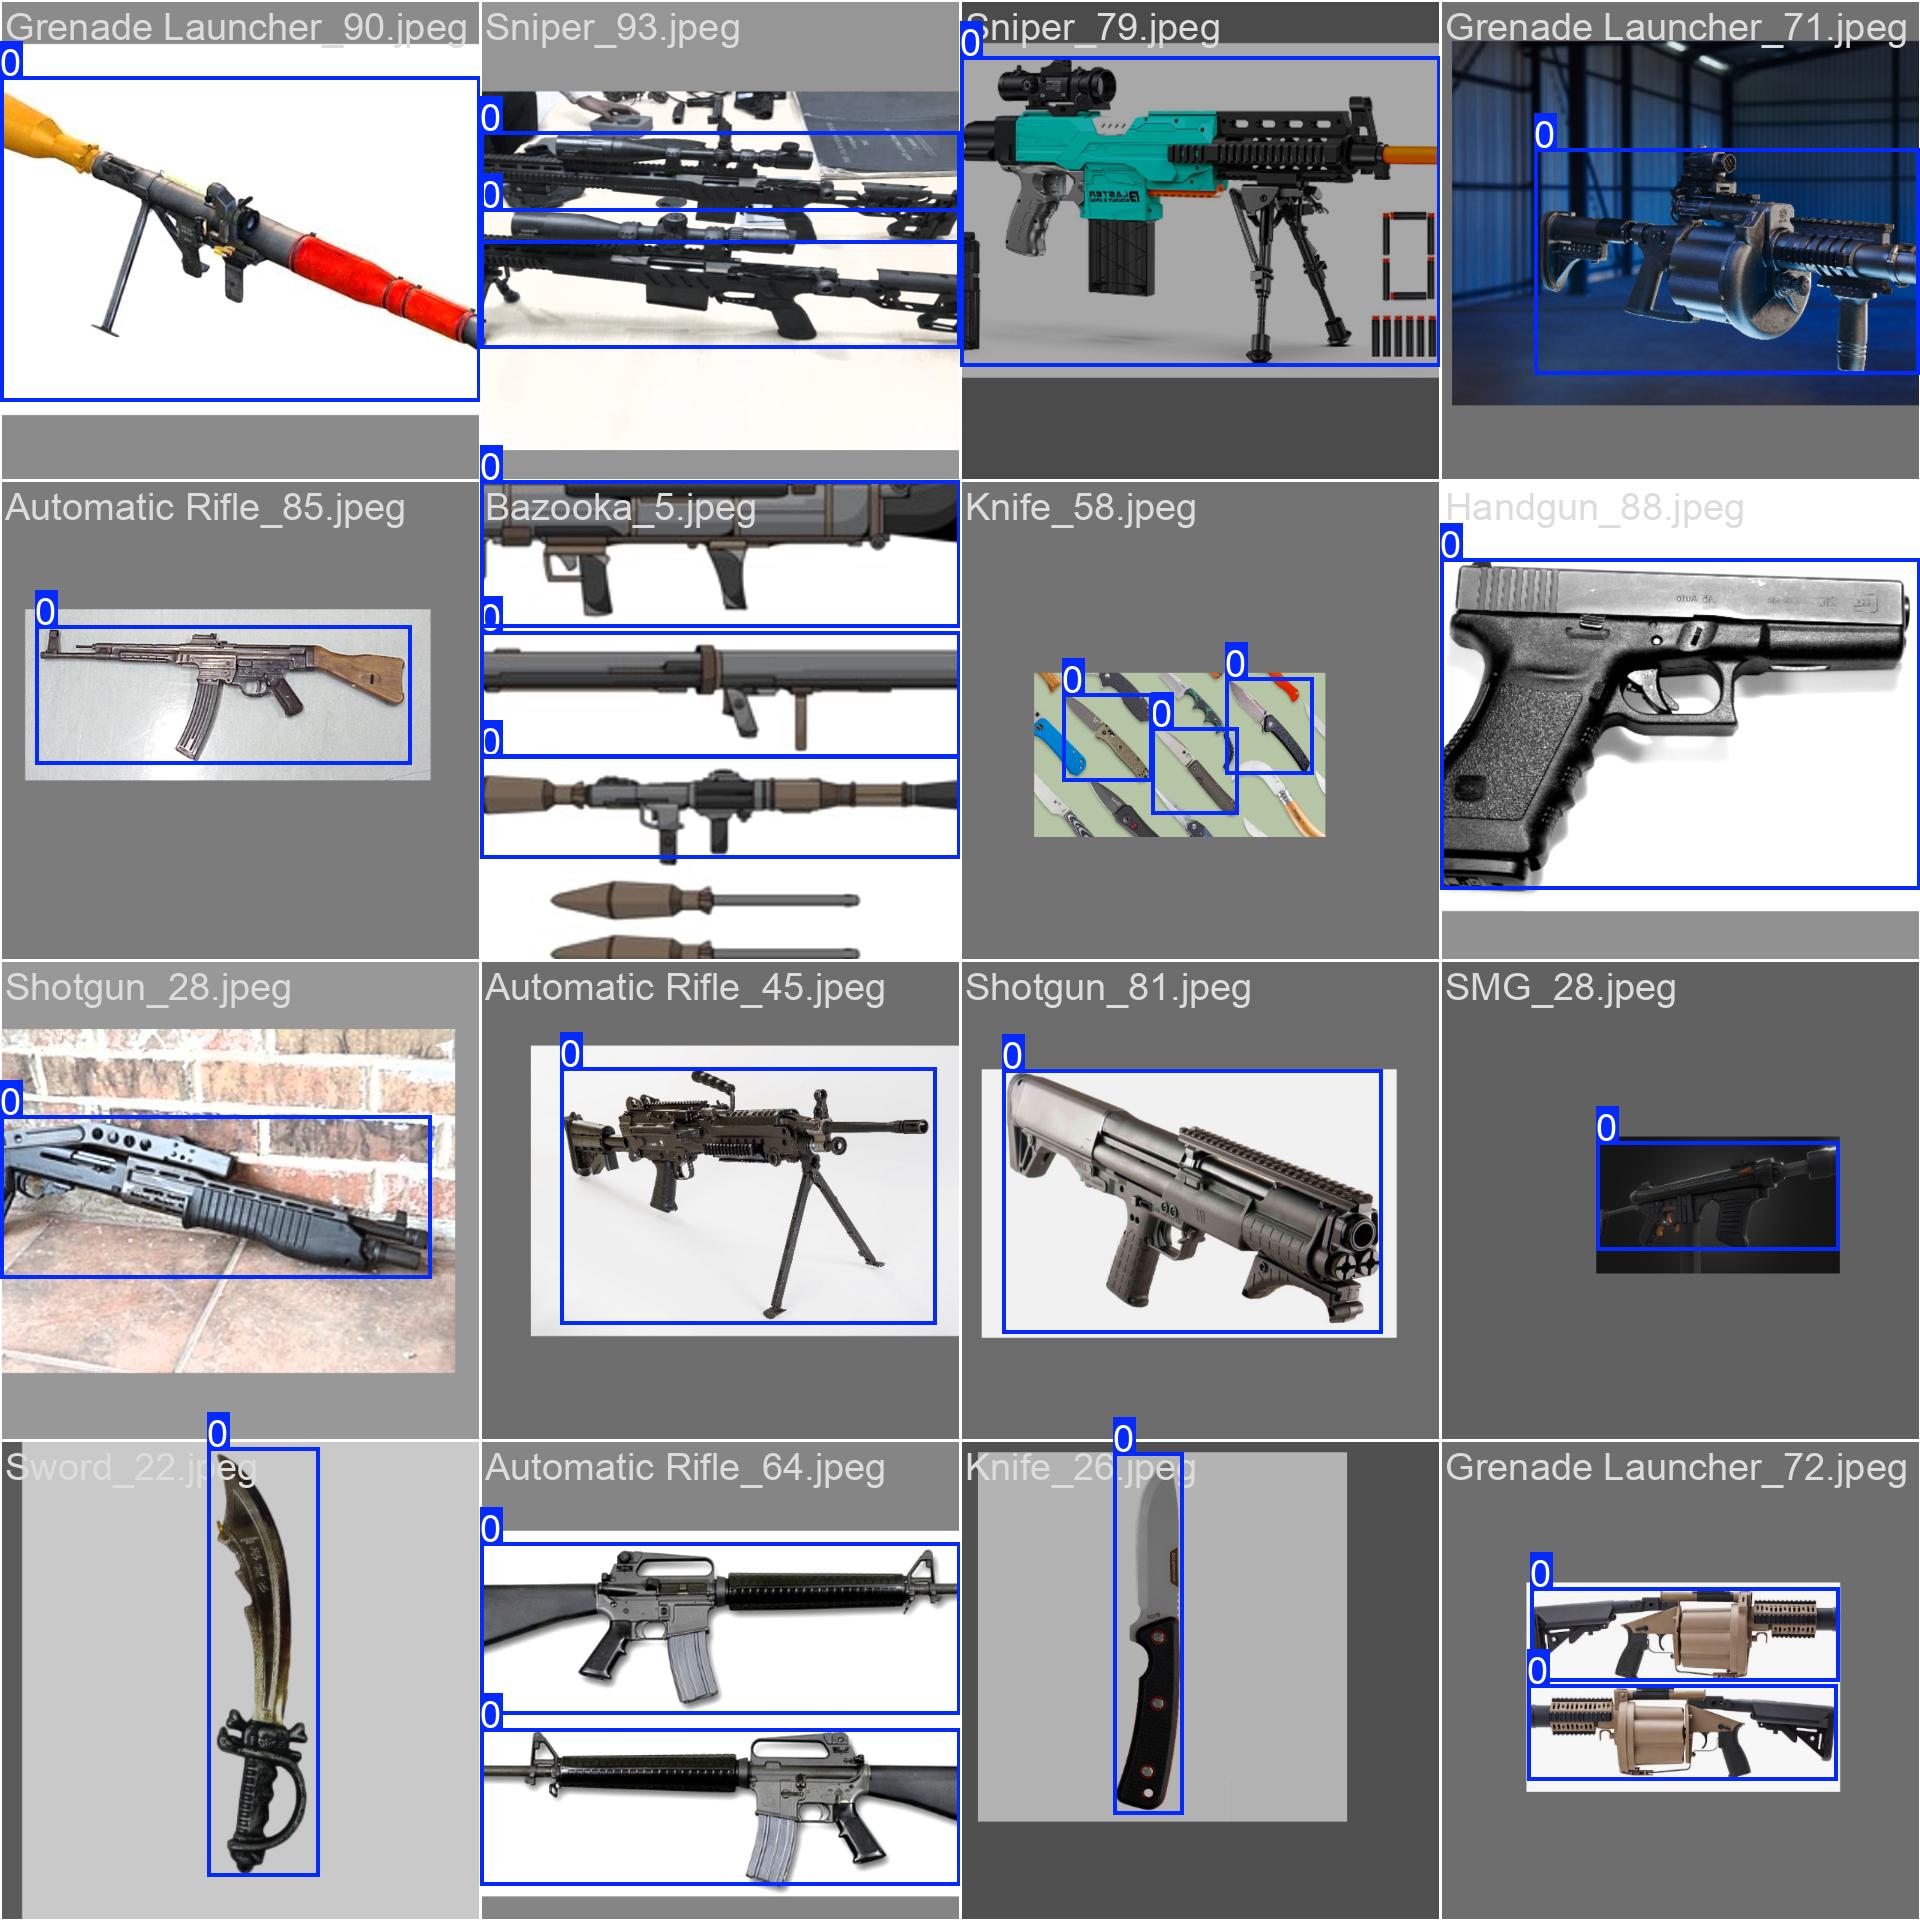 Grenade Launcher_90.jpeg
Sniper_93.jpeg
Sniper_79.jpeg
Grenade Launcher_71.jpeg
0
0
0
0
0
Automatic Rifle_85.jpeg
Bazooka_5.jpeg
Knife_58.jpeg
Handgun_88.jpeg
0
0
0
0
0
0
0
0
Shotgun_28.jpeg
Automatic Rifle_45.jpeg
Shotgun_81.jpeg
SMG_28.jpeg
0
0
0
0
Sword_22.jpeg
Automatic Rifle_64.jpeg
Knife_26.jpeg
Grenade Launcher_72.jpeg
0
0
0
0
0
0